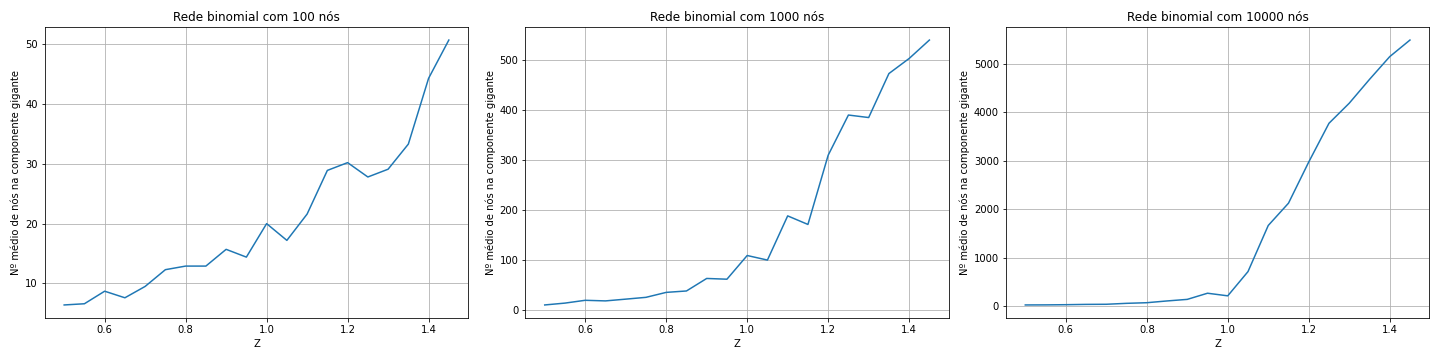 Rede binomial com 100 nós
Nº médio de nós na componente gigante
50
40
30
20
10
0.6 0.8 1.0 1.2 1.4
Z
Rede binomial com 1000 nós
Nº médio de nós na componente gigante
500
400
300
200
100
0
0.6 0.8 1.0 1.2 1.4
Z
Rede binomial com 10000 nós
Nº médio de nós na componente gigante
5000
4000
3000
2000
1000
0
0.6 0.8 1.0 1.2 1.4
Z